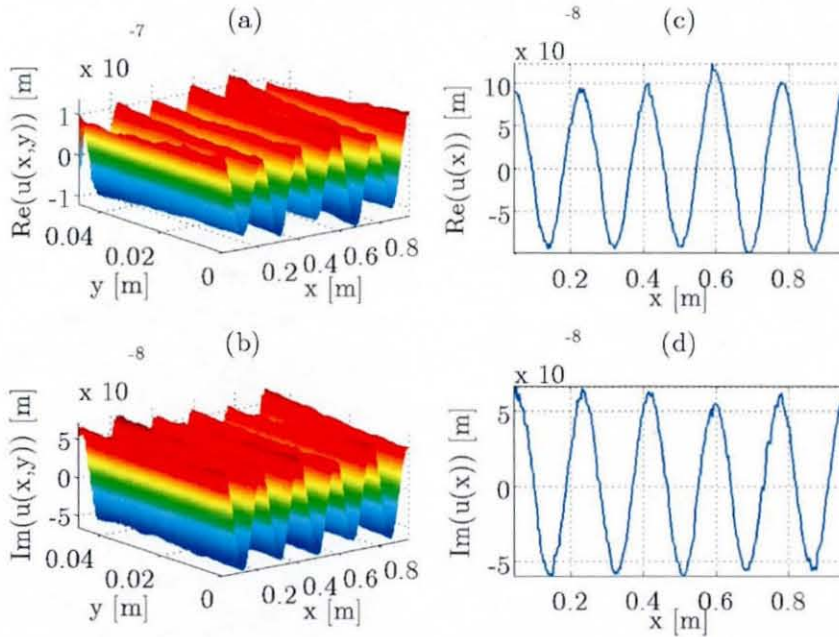 (a)
-7
x 10
Re(u(x,y)) [m]
1
0
-1
0.04
0.02
0
y [m]
0.2
0.4
0.6
0.8
x [m]
(c)
-8
x 10
Re(u(x)) [m]
10
5
0
-5
0.2
0.4
0.6
0.8
x [m]
(b)
-8
x 10
Im(u(x,y)) [m]
5
0
-5
0.04
0.02
0
y [m]
0.2
0.4
0.6
0.8
x [m]
(d)
-8
x 10
Im(u(x)) [m]
5
0
-5
0.2
0.4
0.6
0.8
x [m]